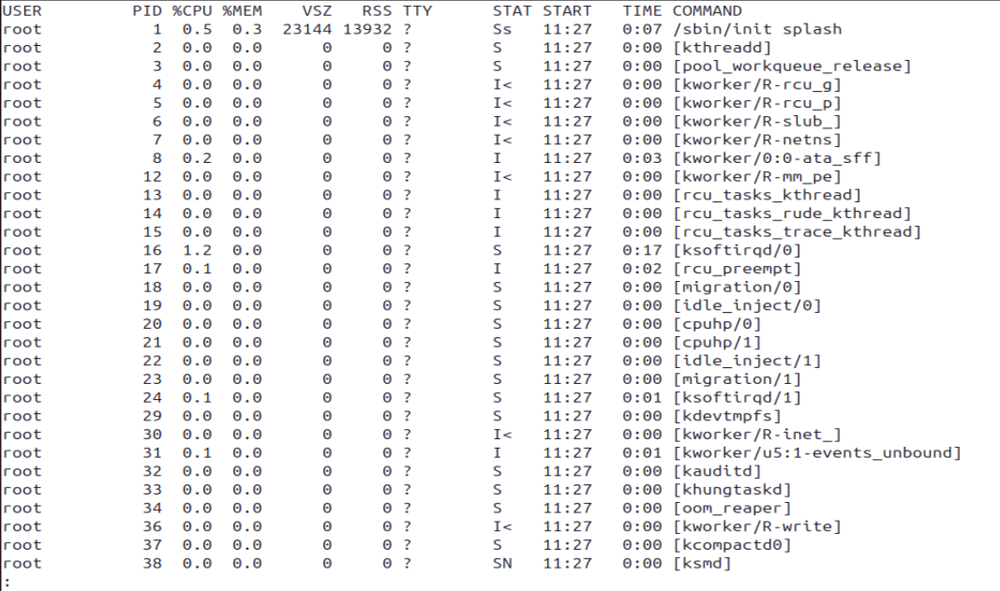 USER         PID %CPU %MEM    VSZ   RSS TTY      STAT START   TIME COMMAND
root           1  0.5  0.3  23144 13932 ?        Ss   11:27   0:07 /sbin/init splash
root           2  0.0  0.0      0     0 ?        S    11:27   0:00 [kthreadd]
root           3  0.0  0.0      0     0 ?        S    11:27   0:00 [pool_workqueue_release]
root           4  0.0  0.0      0     0 ?        I<   11:27   0:00 [kworker/R-rcu_g]
root           5  0.0  0.0      0     0 ?        I<   11:27   0:00 [kworker/R-rcu_p]
root           6  0.0  0.0      0     0 ?        I<   11:27   0:00 [kworker/R-slub_]
root           7  0.0  0.0      0     0 ?        I<   11:27   0:00 [kworker/R-netns]
root           8  0.2  0.0      0     0 ?        I    11:27   0:03 [kworker/0:0-ata_sff]
root          12  0.0  0.0      0     0 ?        I<   11:27   0:00 [kworker/R-mm_pe]
root          13  0.0  0.0      0     0 ?        I    11:27   0:00 [rcu_tasks_kthread]
root          14  0.0  0.0      0     0 ?        I    11:27   0:00 [rcu_tasks_rude_kthread]
root          15  0.0  0.0      0     0 ?        I    11:27   0:00 [rcu_tasks_trace_kthread]
root          16  1.2  0.0      0     0 ?        S    11:27   0:17 [ksoftirqd/0]
root          17  0.1  0.0      0     0 ?        I    11:27   0:02 [rcu_preempt]
root          18  0.0  0.0      0     0 ?        S    11:27   0:00 [migration/0]
root          19  0.0  0.0      0     0 ?        S    11:27   0:00 [idle_inject/0]
root          20  0.0  0.0      0     0 ?        S    11:27   0:00 [cpuhp/0]
root          21  0.0  0.0      0     0 ?        S    11:27   0:00 [cpuhp/1]
root          22  0.0  0.0      0     0 ?        S    11:27   0:00 [idle_inject/1]
root          23  0.0  0.0      0     0 ?        S    11:27   0:00 [migration/1]
root          24  0.1  0.0      0     0 ?        S    11:27   0:01 [ksoftirqd/1]
root          29  0.0  0.0      0     0 ?        S    11:27   0:00 [kdevtmpfs]
root          30  0.0  0.0      0     0 ?        I<   11:27   0:00 [kworker/R-inet_]
root          31  0.1  0.0      0     0 ?        I    11:27   0:01 [kworker/u5:1-events_unbound]
root          32  0.0  0.0      0     0 ?        S    11:27   0:00 [kauditd]
root          33  0.0  0.0      0     0 ?        S    11:27   0:00 [khungtaskd]
root          34  0.0  0.0      0     0 ?        S    11:27   0:00 [oom_reaper]
root          36  0.0  0.0      0     0 ?        I<   11:27   0:00 [kworker/R-write]
root          37  0.0  0.0      0     0 ?        S    11:27   0:00 [kcompactd0]
root          38  0.0  0.0      0     0 ?        SN   11:27   0:00 [ksmd]
: